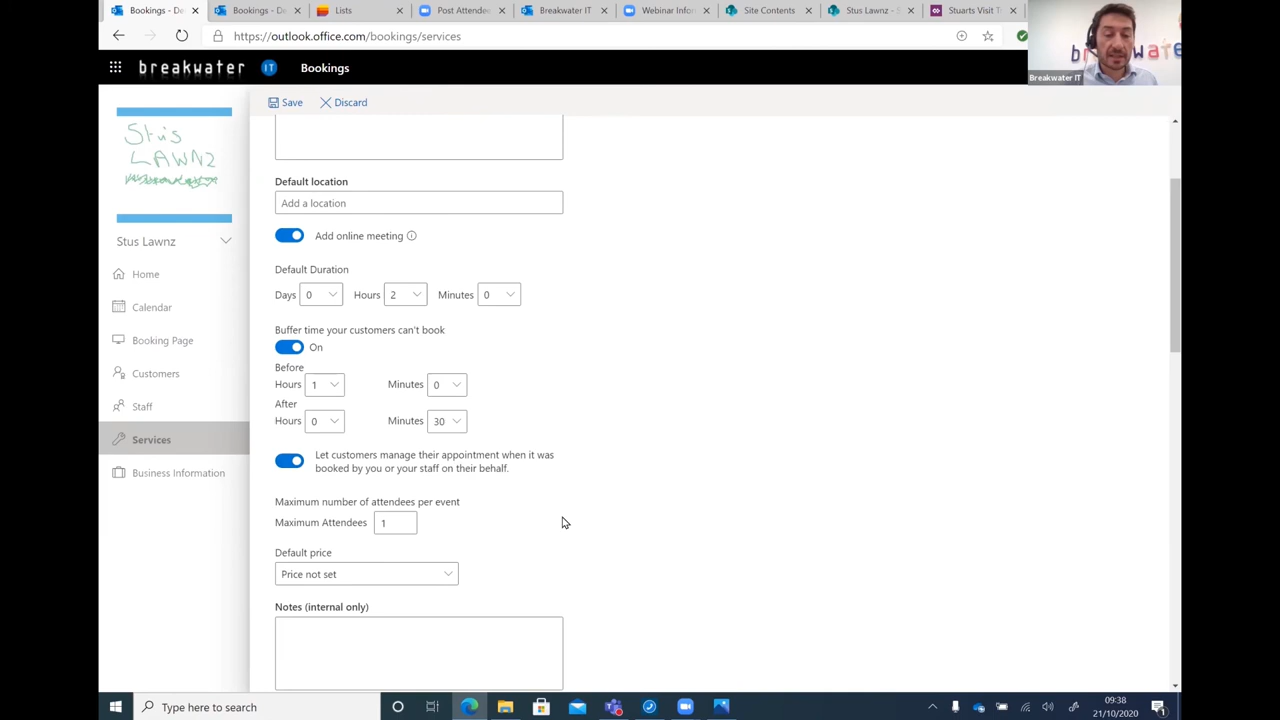 Bookings - De
Bookings - De
Lists
Post Attende
Breakwater IT
Webinar Infor
Site Contents
Stus Lawnz - S
Stuarts Visit T
https://outlook.office.com/bookings/services
breakwater IT Bookings
Breakwater IT
Save Discard
Stus
LAWNZ
Stus Lawnz
Home
Calendar
Booking Page
Customers
Staff
Services
Business Information
Default location
Add a location
Add online meeting
Default Duration
Days 0 Hours 2 Minutes 0
Buffer time your customers can't book
On
Before
Hours 1 Minutes 0
After
Hours 0 Minutes 30
Let customers manage their appointment when it was
booked by you or your staff on their behalf.
Maximum number of attendees per event
Maximum Attendees 1
Default price
Price not set
Notes (internal only)
Type here to search
09:38
21/10/2020
1